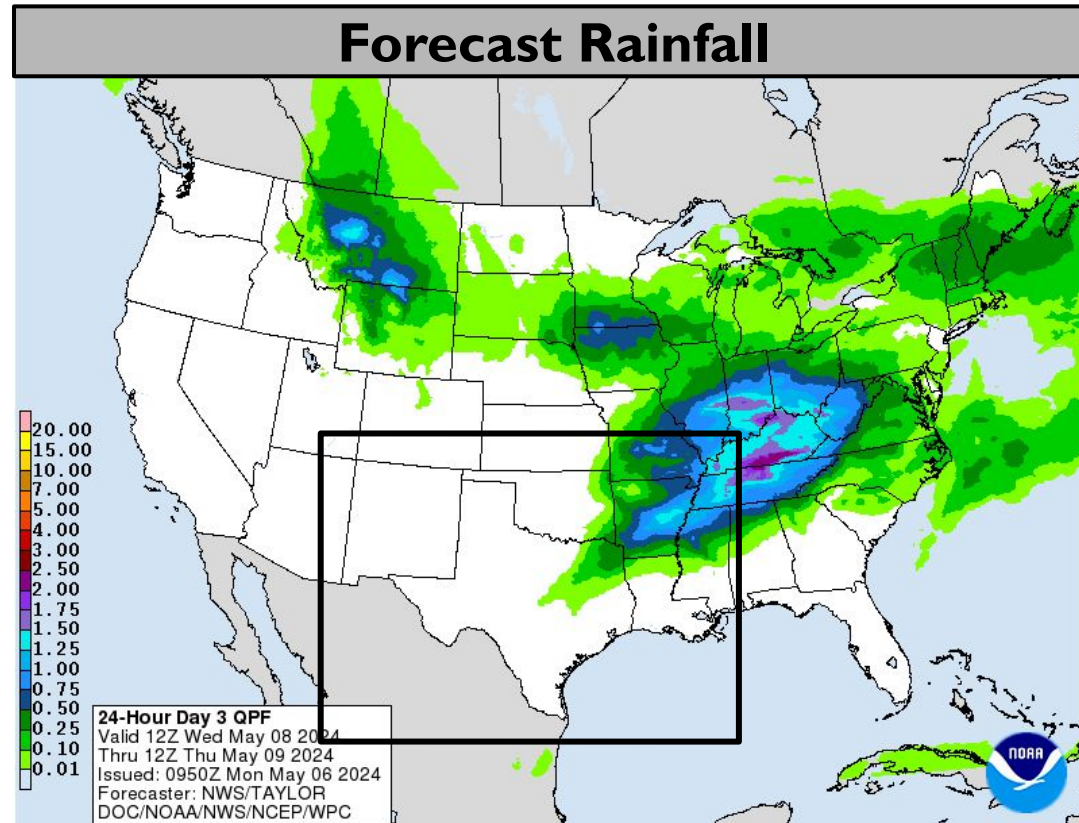 Forecast Rainfall
20.00
15.00
10.00
7.00
5.00
4.00
3.00
2.50
2.00
1.75
1.50
1.25
1.00
0.75
0.50
0.25
0.10
0.01
24-Hour Day 3 QPF
Valid 12Z Wed May 08 2024
Thru 12Z Thu May 09 2024
Issued: 0950Z Mon May 06 2024
Forecaster: NWS/TAYLOR
DOC/NOAA/NWS/NCEP/WPC
NOAA